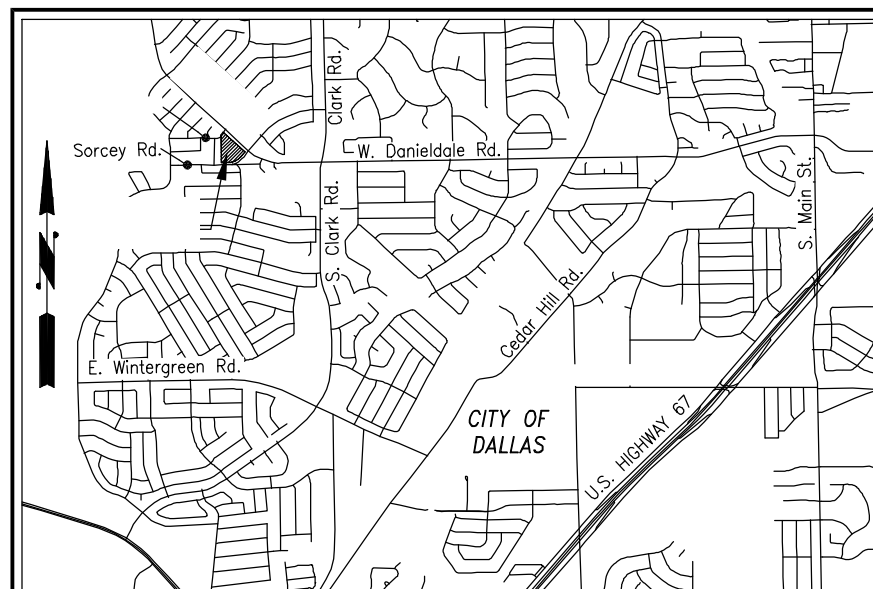 Clark Rd.
Sorcey Rd.
W. Danieldale Rd.
S. Clark Rd.
S. Main St.
N
Cedar Hill Rd.
E. Wintergreen Rd.
CITY OF
DALLAS
U.S. HIGHWAY 67